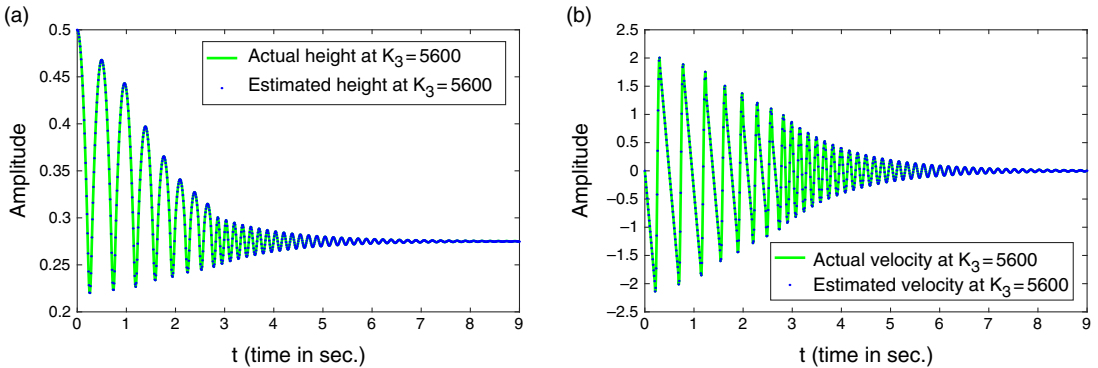 (a)
0.5
0.45
0.4
0.35
0.3
0.25
0.2
Amplitude
Actual height at K₃=5600
Estimated height at K₃=5600
0 1 2 3 4 5 6 7 8 9
t (time in sec.)
(b)
2.5
2
1.5
1
0.5
0
−0.5
−1
−1.5
−2
−2.5
Amplitude
Actual velocity at K₃=5600
Estimated velocity at K₃=5600
0 1 2 3 4 5 6 7 8 9
t (time in sec.)